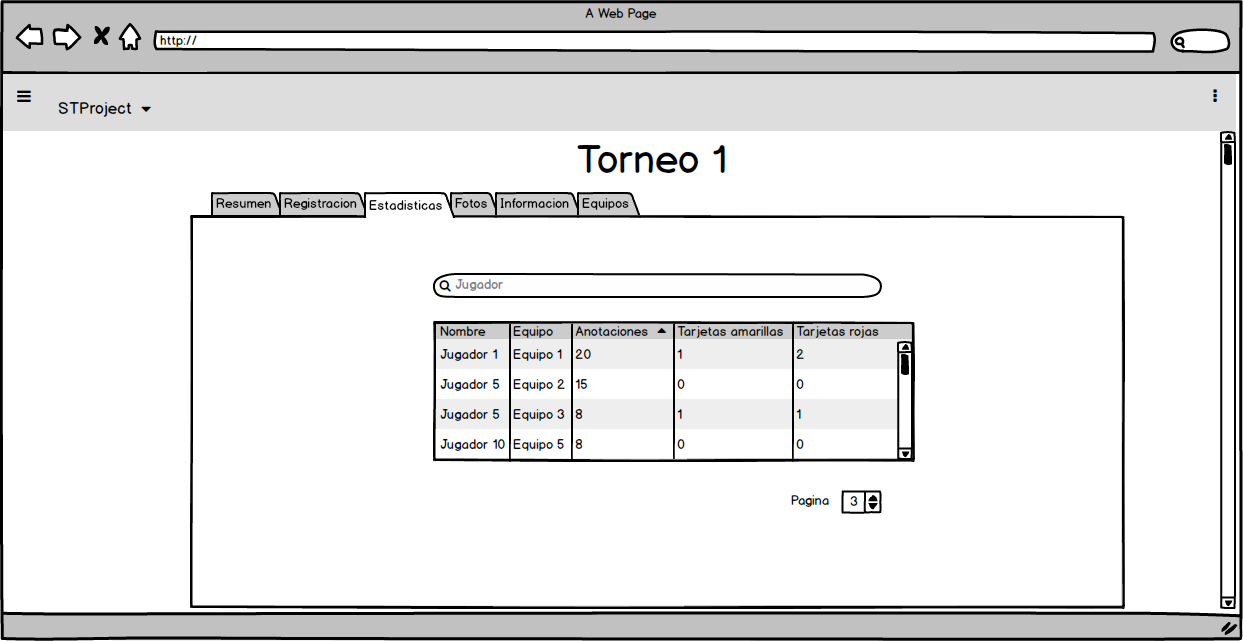 A Web Page
http://
STProject
Torneo 1
Resumen Registracion Estadisticas Fotos Informacion Equipos
Jugador
Nombre Equipo Anotaciones Tarjetas amarillas Tarjetas rojas
Jugador 1 Equipo 1 20 1 2
Jugador 5 Equipo 2 15 0 0
Jugador 5 Equipo 3 8 1 1
Jugador 10 Equipo 5 8 0 0
Pagina 3